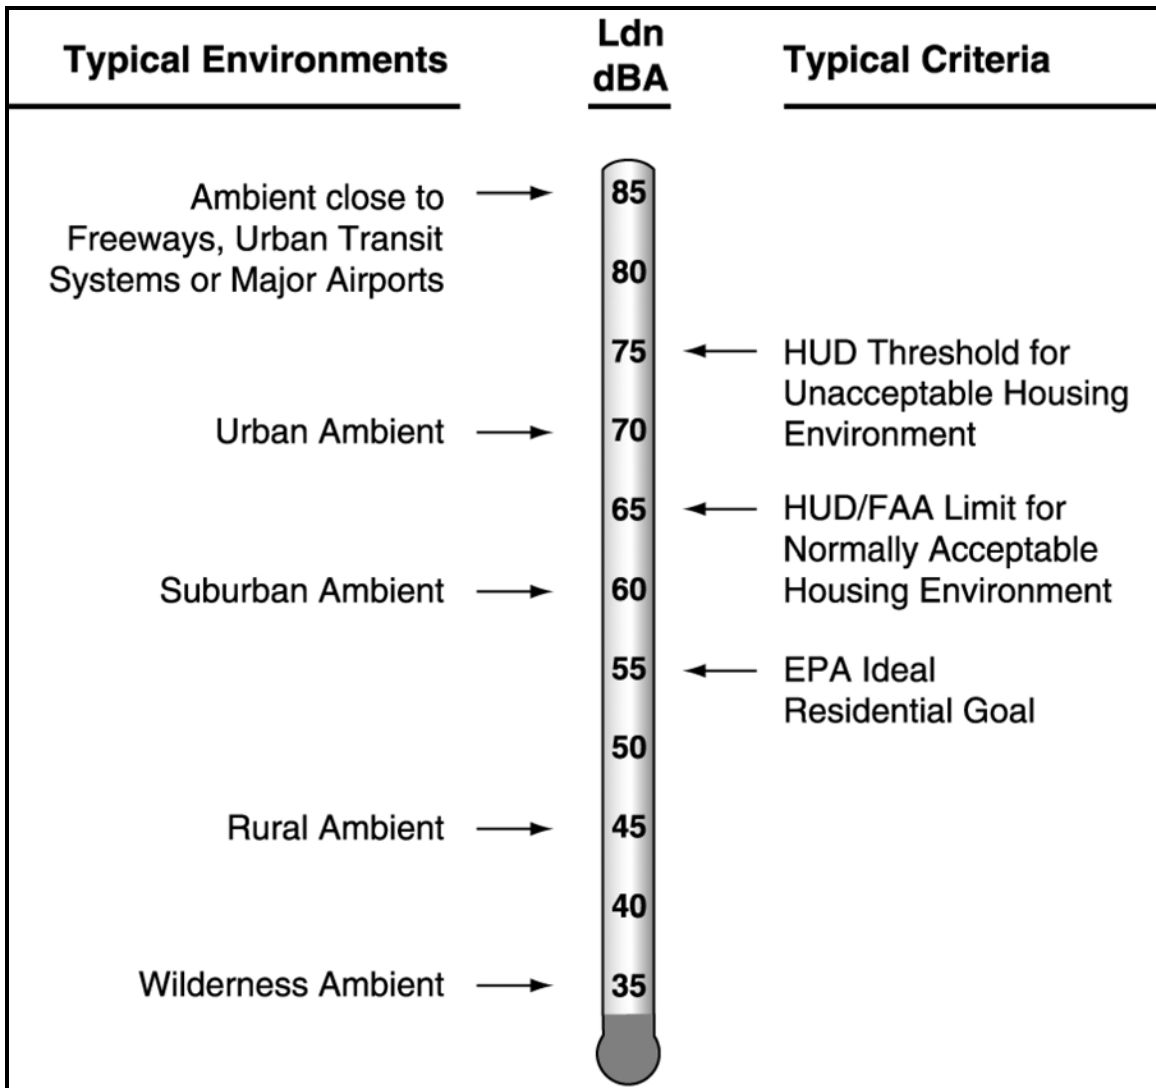 Typical Environments
Ldn
dBA
Typical Criteria
Ambient close to
Freeways, Urban Transit
Systems or Major Airports
85
80
75
HUD Threshold for
Unacceptable Housing
Environment
Urban Ambient
70
65
HUD/FAA Limit for
Normally Acceptable
Housing Environment
Suburban Ambient
60
55
EPA Ideal
Residential Goal
50
Rural Ambient
45
40
Wilderness Ambient
35